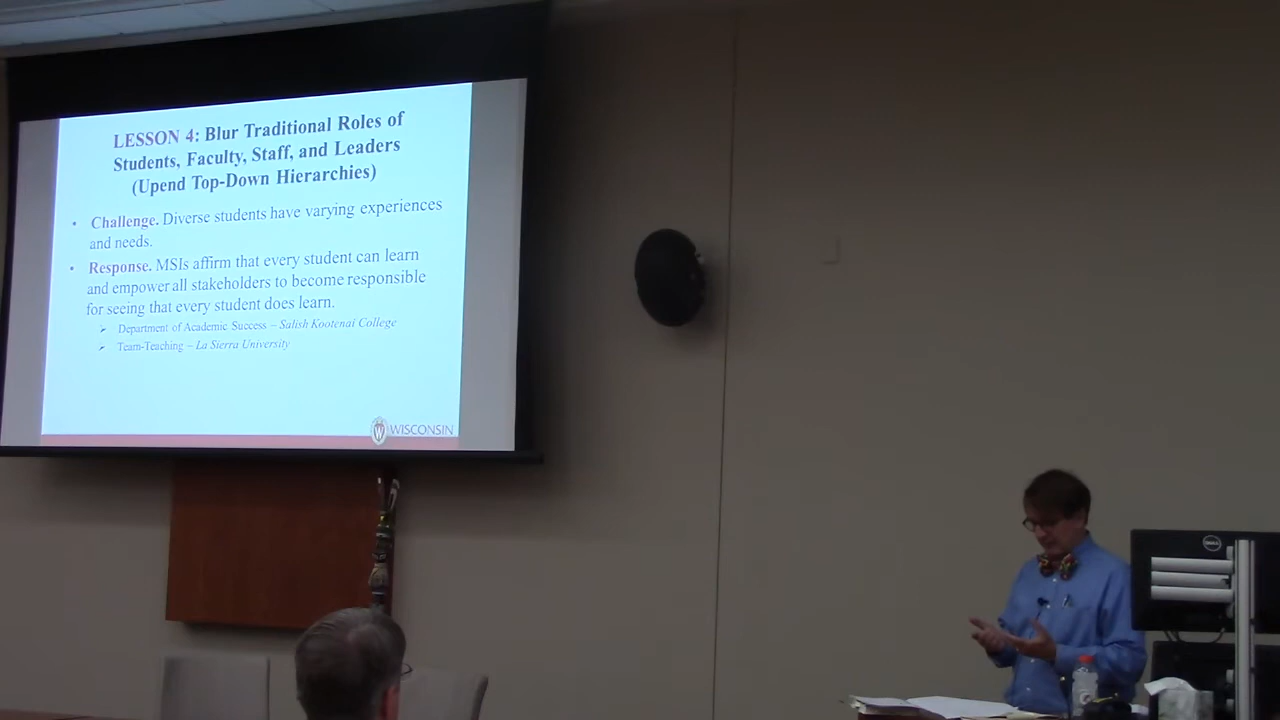 LESSON 4: Blur Traditional Roles of
Students, Faculty, Staff, and Leaders
(Upend Top-Down Hierarchies)
• Challenge. Diverse students have varying experiences
and needs.
• Response. MSIs affirm that every student can learn
and empower all stakeholders to become responsible
for seeing that every student does learn.
➢ Department of Academic Success – Salish Kootenai College
➢ Team-Teaching – La Sierra University
W WISCONSIN
DELL